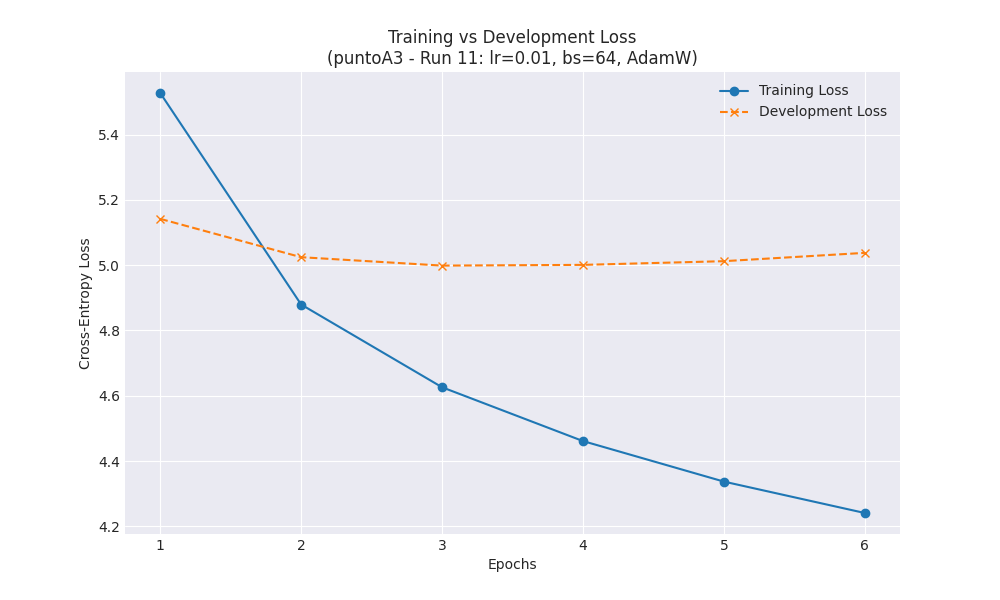 Training vs Development Loss
(puntoA3 - Run 11: lr=0.01, bs=64, AdamW)
Training Loss
Development Loss
Cross-Entropy Loss
5.4
5.2
5.0
4.8
4.6
4.4
4.2
1 2 3 4 5 6
Epochs